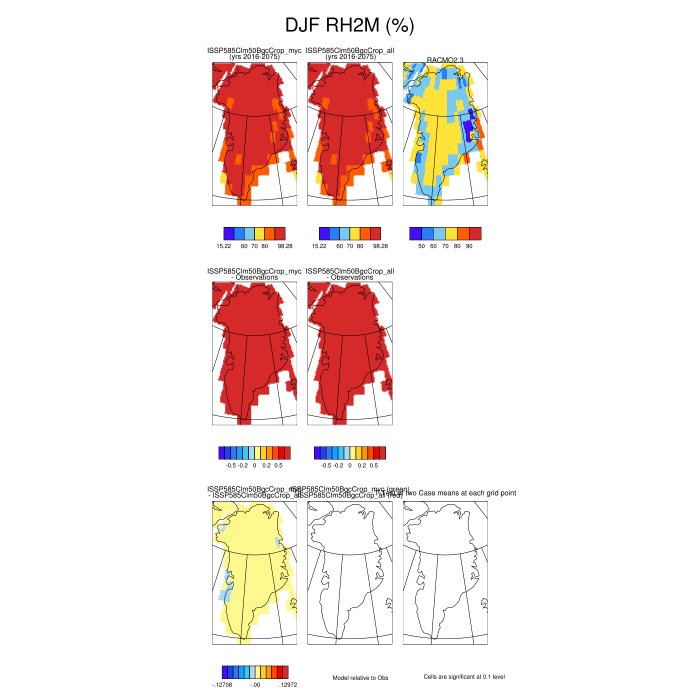 DJF RH2M (%)
ISSP585Clm50BgcCrop_myc
(yrs 2016-2075)
ISSP585Clm50BgcCrop_all
(yrs 2016-2075)
RACMO2.3
15.22 60 70 80 98.28
15.22 60 70 80 98.28
50 60 70 80 90
ISSP585Clm50BgcCrop_myc
- Observations
ISSP585Clm50BgcCrop_all
- Observations
-0.5 -0.2 0 0.2 0.5
-0.5 -0.2 0 0.2 0.5
ISSP585Clm50BgcCrop_myc
- ISSP585Clm50BgcCrop_all
ISSP585Clm50BgcCrop_myc (green)
ISSP585Clm50BgcCrop_all (red)
two Case means at each grid point
-.12708 -.00 .12972
Model relative to Obs
Cells are significant at 0.1 level